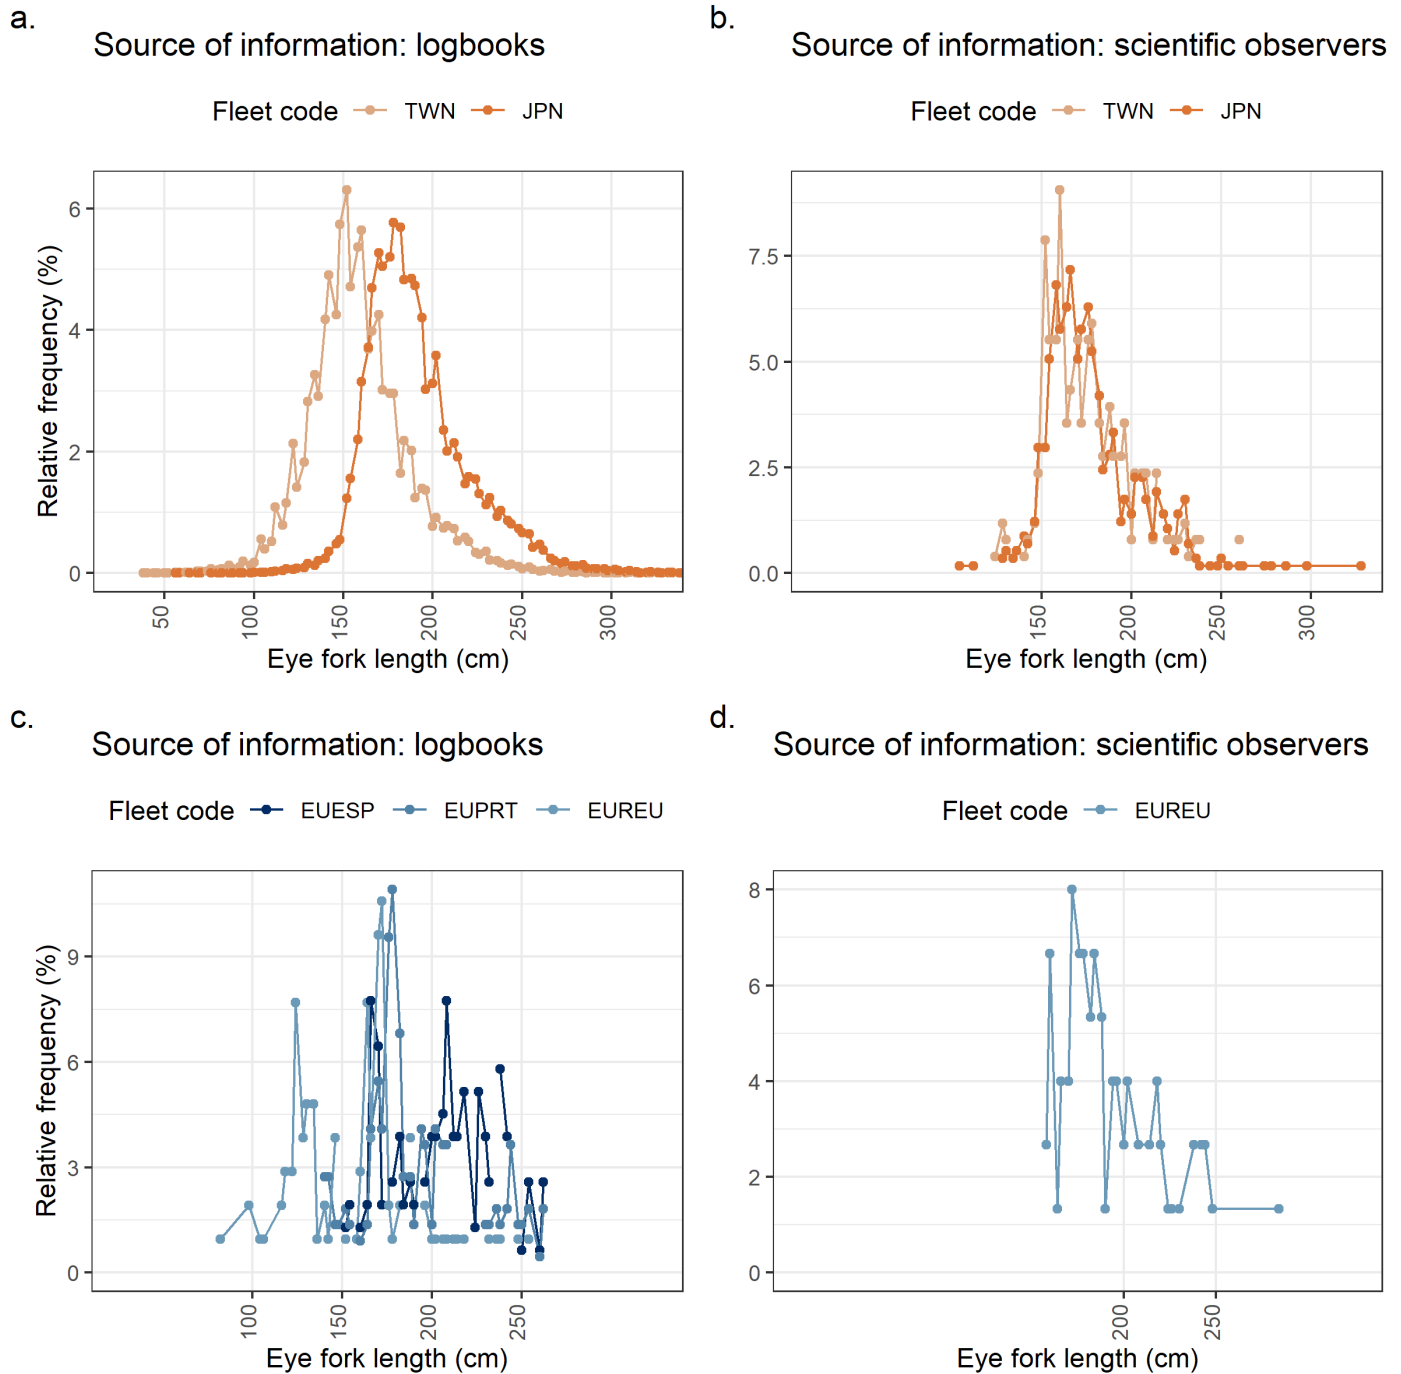 a.
Source of information: logbooks
Fleet code TWN JPN
Relative frequency (%)
6
4
2
0
50 100 150 200 250 300
Eye fork length (cm)
b.
Source of information: scientific observers
Fleet code TWN JPN
7.5
5.0
2.5
0.0
150 200 250 300
Eye fork length (cm)
c.
Source of information: logbooks
Fleet code EUESP EUPRT EUREU
Relative frequency (%)
9
6
3
0
100 150 200 250
Eye fork length (cm)
d.
Source of information: scientific observers
Fleet code EUREU
8
6
4
2
0
200 250
Eye fork length (cm)